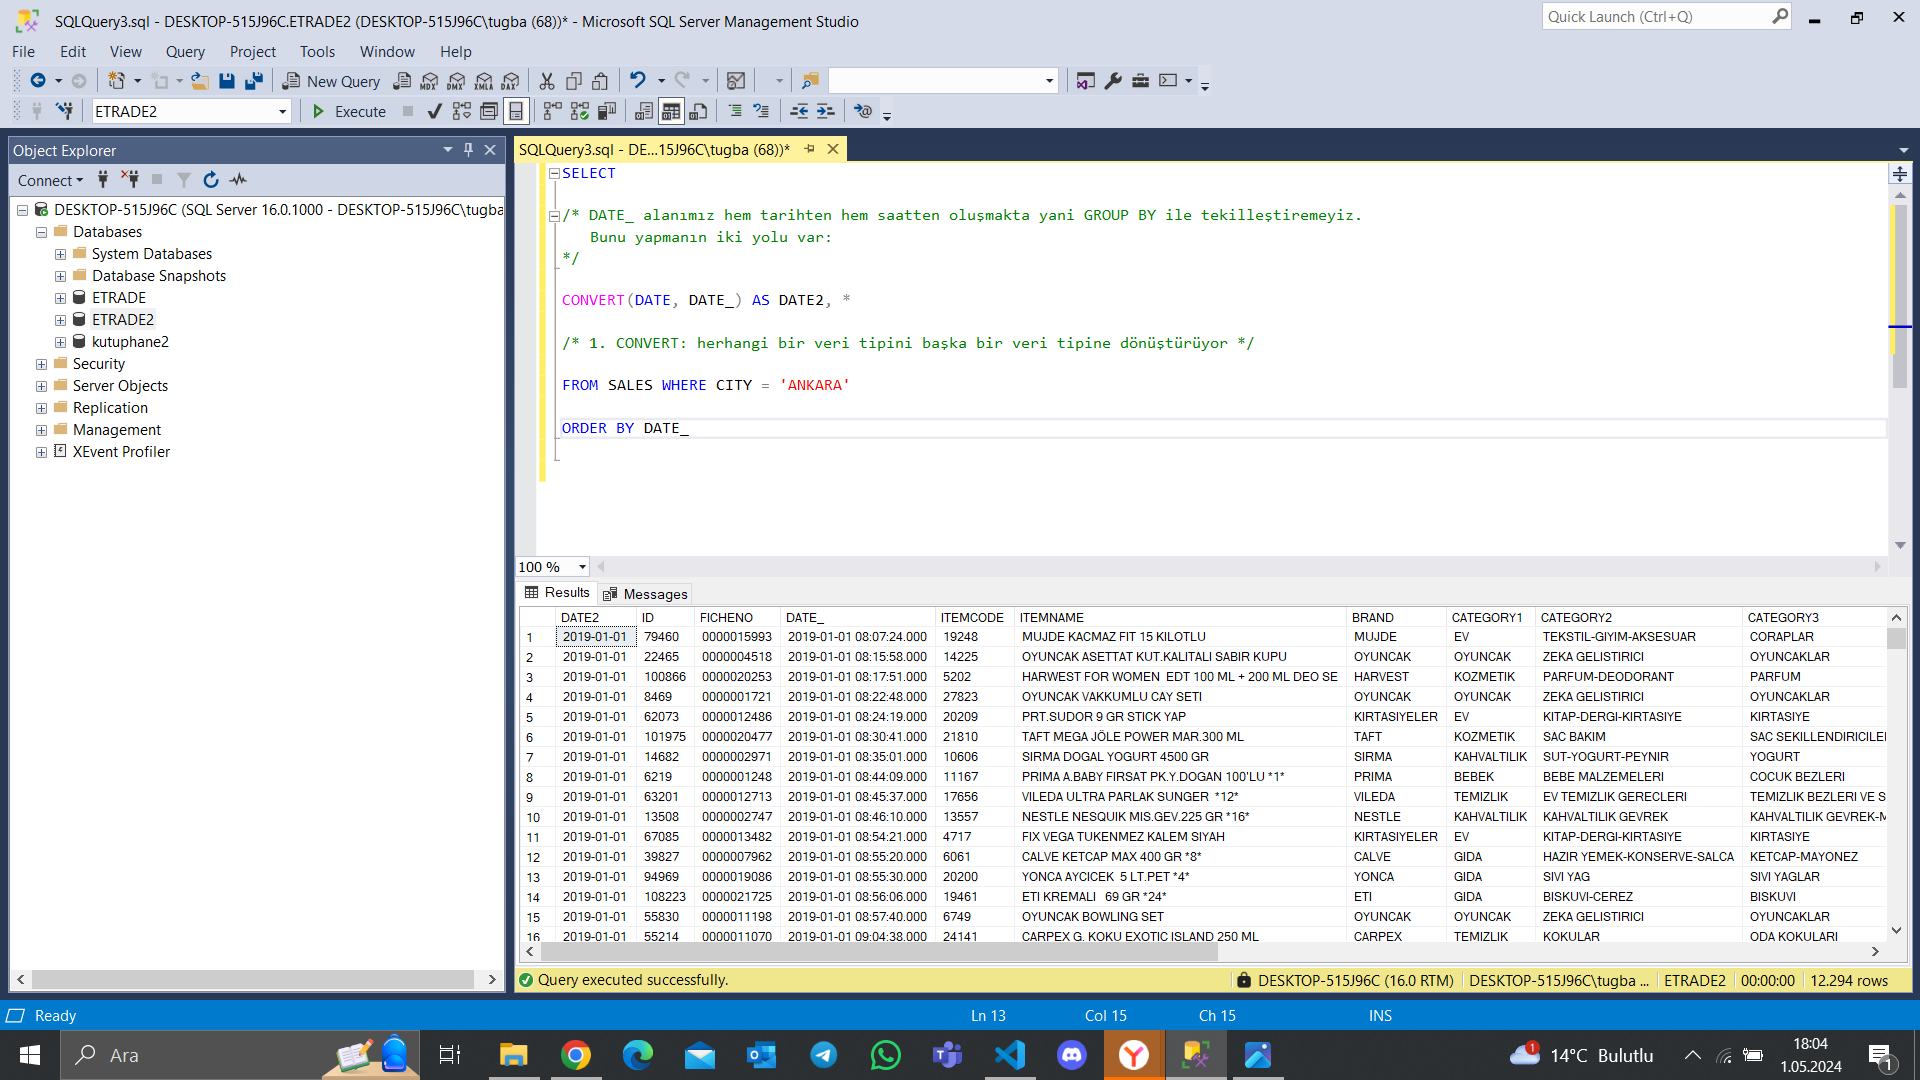 SQLQuery3.sql - DESKTOP-515J96C.ETRADE2 (DESKTOP-515J96C\tugba (68))* - Microsoft SQL Server Management Studio
Quick Launch (Ctrl+Q)
File Edit View Query Project Tools Window Help
New Query
MDX DMX XMLA DAX
ETRADE2
Execute
Object Explorer
Connect
DESKTOP-515J96C (SQL Server 16.0.1000 - DESKTOP-515J96C\tugba
Databases
System Databases
Database Snapshots
ETRADE
ETRADE2
kutuphane2
Security
Server Objects
Replication
Management
XEvent Profiler
SQLQuery3.sql - DE...15J96C\tugba (68))*
SELECT
/* DATE_ alanımız hem tarihten hem saatten oluşmakta yani GROUP BY ile tekilleştiremeyiz.
Bunu yapmanın iki yolu var:
*/
CONVERT(DATE, DATE_) AS DATE2, *
/* 1. CONVERT: herhangi bir veri tipini başka bir veri tipine dönüştürüyor */
FROM SALES WHERE CITY = 'ANKARA'
ORDER BY DATE_
100 %
Results Messages
DATE2 ID FICHENO DATE_ ITEMCODE ITEMNAME BRAND CATEGORY1 CATEGORY2 CATEGORY3
1 2019-01-01 79460 0000015993 2019-01-01 08:07:24.000 19248 MUJDE KACMAZ FIT 15 KILOTLU MUJDE EV TEKSTIL-GIYIM-AKSESUAR CORAPLAR
2 2019-01-01 22465 0000004518 2019-01-01 08:15:58.000 14225 OYUNCAK ASETTAT KUT.KALITALI SABIR KUPU OYUNCAK OYUNCAK ZEKA GELISTIRICI OYUNCAKLAR
3 2019-01-01 100866 0000020253 2019-01-01 08:17:51.000 5202 HARWEST FOR WOMEN EDT 100 ML + 200 ML DEO SE HARVEST KOZMETIK PARFUM-DEODORANT PARFUM
4 2019-01-01 8469 0000001721 2019-01-01 08:22:48.000 27823 OYUNCAK VAKKUMLU CAY SETI OYUNCAK OYUNCAK ZEKA GELISTIRICI OYUNCAKLAR
5 2019-01-01 62073 0000012486 2019-01-01 08:24:19.000 20209 PRT.SUDOR 9 GR STICK YAP KIRTASIYELER EV KITAP-DERGI-KIRTASIYE KIRTASIYE
6 2019-01-01 101975 0000020477 2019-01-01 08:30:41.000 21810 TAFT MEGA JÖLE POWER MAR.300 ML TAFT KOZMETIK SAC BAKIM SAC SEKILLENDIRICILEI
7 2019-01-01 14682 0000002971 2019-01-01 08:35:01.000 10606 SIRMA DOGAL YOGURT 4500 GR SIRMA KAHVALTILIK SUT-YOGURT-PEYNIR YOGURT
8 2019-01-01 6219 0000001248 2019-01-01 08:44:09.000 11167 PRIMA A.BABY FIRSAT PK.Y.DOGAN 100'LU *1* PRIMA BEBEK BEBE MALZEMELERI COCUK BEZLERI
9 2019-01-01 63201 0000012713 2019-01-01 08:45:37.000 17656 VILEDA ULTRA PARLAK SUNGER *12* VILEDA TEMIZLIK EV TEMIZLIK GERECLERI TEMIZLIK BEZLERI VE S
10 2019-01-01 13508 0000002747 2019-01-01 08:46:10.000 13557 NESTLE NESQUIK MIS.GEV.225 GR *16* NESTLE KAHVALTILIK KAHVALTILIK GEVREK KAHVALTILIK GEVREK-M
11 2019-01-01 67085 0000013482 2019-01-01 08:54:21.000 4717 FIX VEGA TUKENMEZ KALEM SIYAH KIRTASIYELER EV KITAP-DERGI-KIRTASIYE KIRTASIYE
12 2019-01-01 39827 0000007962 2019-01-01 08:55:20.000 6061 CALVE KETCAP MAX 400 GR *8* CALVE GIDA HAZIR YEMEK-KONSERVE-SALCA KETCAP-MAYONEZ
13 2019-01-01 94969 0000019086 2019-01-01 08:55:30.000 20200 YONCA AYCICEK 5 LT.PET *4* YONCA GIDA SIVI YAG SIVI YAGLAR
14 2019-01-01 108223 0000021725 2019-01-01 08:56:06.000 19461 ETI KREMALI 69 GR *24* ETI GIDA BISKUVI-CEREZ BISKUVI
15 2019-01-01 55830 0000011198 2019-01-01 08:57:40.000 6749 OYUNCAK BOWLING SET OYUNCAK OYUNCAK ZEKA GELISTIRICI OYUNCAKLAR
16 2019-01-01 55214 0000011070 2019-01-01 09:04:38.000 24141 CARPEX G. KOKU EXOTIC ISLAND 250 ML CARPEX TEMIZLIK KOKULAR ODA KOKULARI
Query executed successfully. DESKTOP-515J96C (16.0 RTM) DESKTOP-515J96C\tugba ... ETRADE2 00:00:00 12.294 rows
Ready Ln 13 Col 15 Ch 15 INS
Ara 1 14°C Bulutlu 18:04
1.05.2024 1